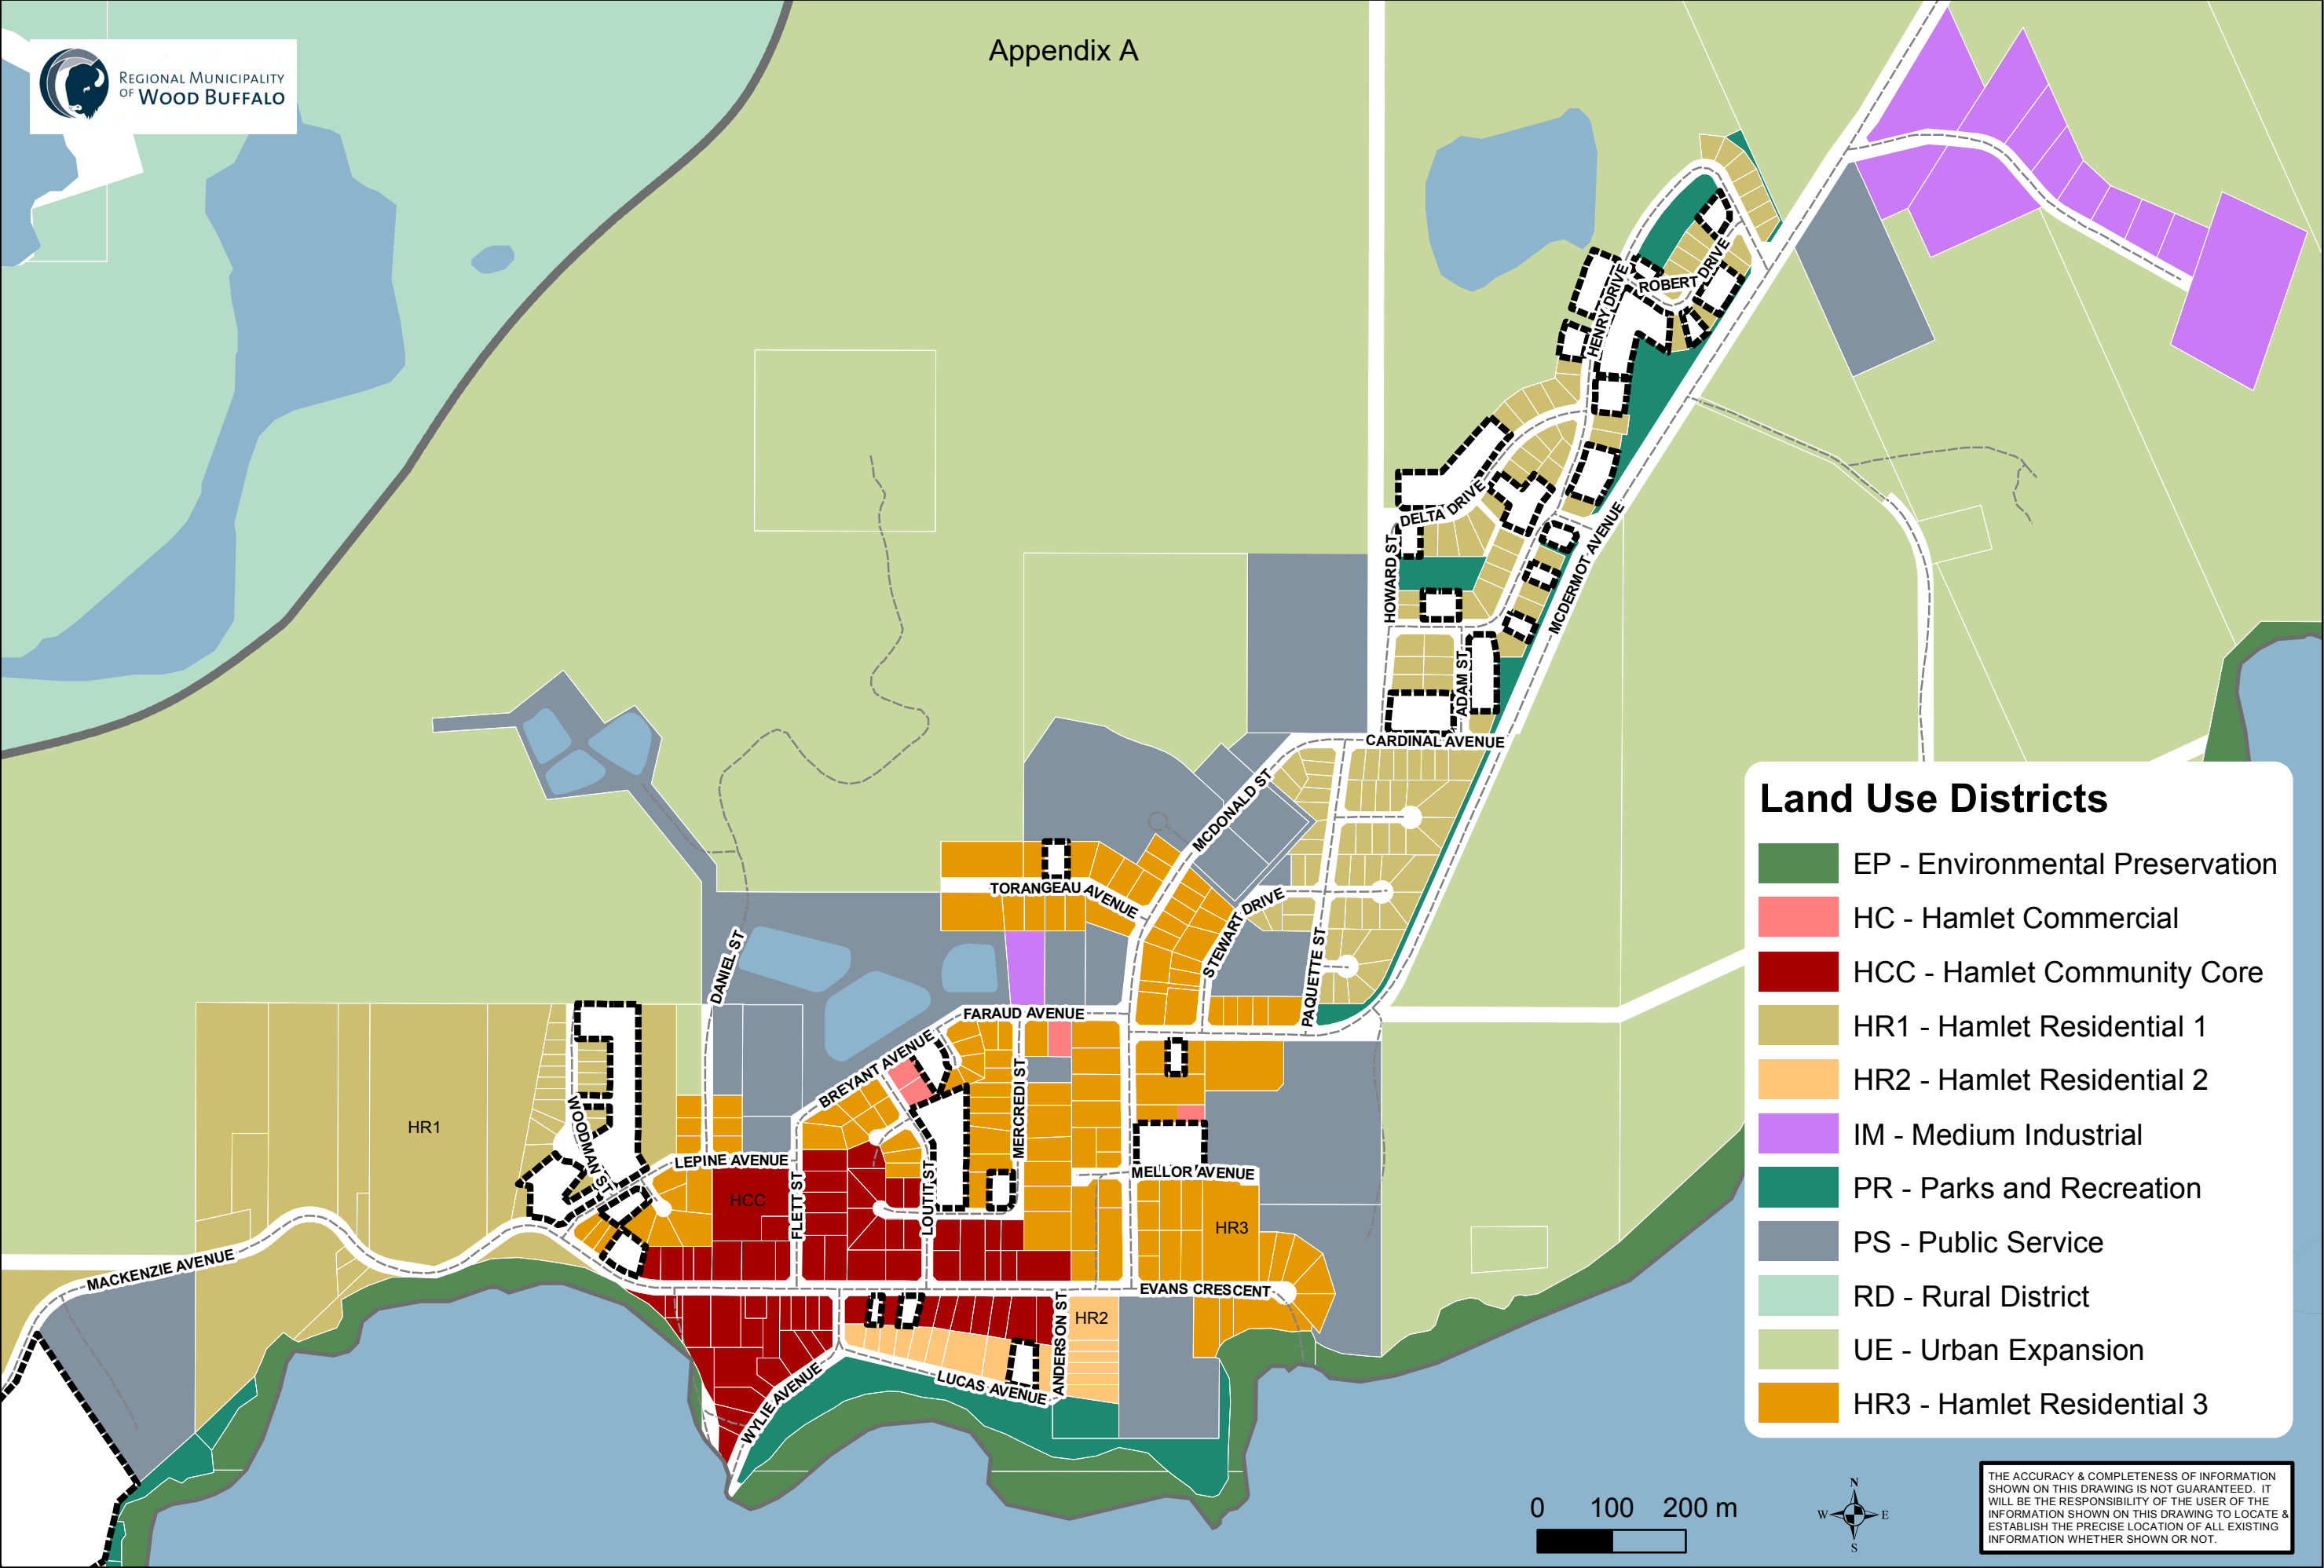 Appendix A
REGIONAL MUNICIPALITY
OF WOOD BUFFALO
ROBERT DRIVE
HENRY DRIVE
DELTA DRIVE
HOWARD ST
MCDERMOT AVENUE
ADAM ST
CARDINAL AVENUE
MCDONALD ST
TORANGEAU AVENUE
STEWART DRIVE
PAQUETTE ST
DANIEL ST
FARAUD AVENUE
BREYANT AVENUE
MERCREDI ST
WOODMAN ST
HR1
LEPINE AVENUE
HCC
FLETT ST
LOUTIT ST
MELLOR AVENUE
HR3
MACKENZIE AVENUE
EVANS CRESCENT
HR2
ANDERSON ST
LUCAS AVENUE
WYLIE AVENUE
Land Use Districts
EP - Environmental Preservation
HC - Hamlet Commercial
HCC - Hamlet Community Core
HR1 - Hamlet Residential 1
HR2 - Hamlet Residential 2
IM - Medium Industrial
PR - Parks and Recreation
PS - Public Service
RD - Rural District
UE - Urban Expansion
HR3 - Hamlet Residential 3
0 100 200 m
N
W E
S
THE ACCURACY & COMPLETENESS OF INFORMATION
SHOWN ON THIS DRAWING IS NOT GUARANTEED. IT
WILL BE THE RESPONSIBILITY OF THE USER OF THE
INFORMATION SHOWN ON THIS DRAWING TO LOCATE &
ESTABLISH THE PRECISE LOCATION OF ALL EXISTING
INFORMATION WHETHER SHOWN OR NOT.